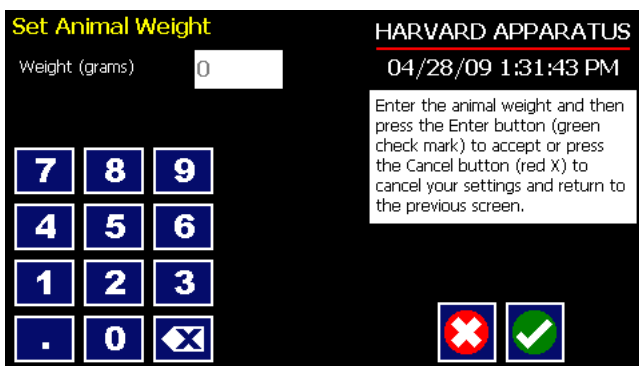 Set Animal Weight
Weight (grams) 0
HARVARD APPARATUS
04/28/09 1:31:43 PM
Enter the animal weight and then
press the Enter button (green
check mark) to accept or press
the Cancel button (red X) to
cancel your settings and return to
the previous screen.
7 8 9
4 5 6
1 2 3
. 0